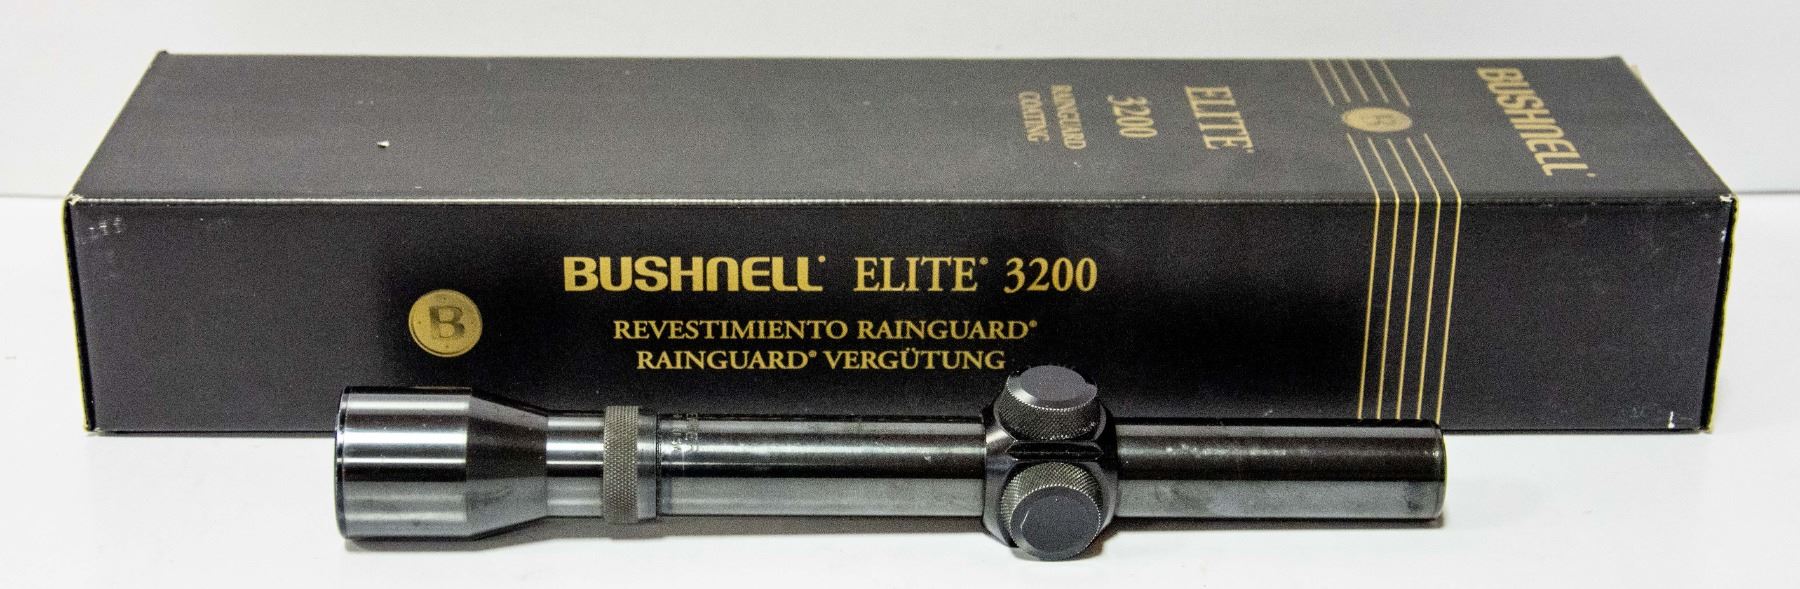 BUSHNELL®
B
ELITE®
3200
RAINGUARD
COATING
BUSHNELL® ELITE® 3200
B
REVESTIMIENTO RAINGUARD®
RAINGUARD® VERGÜTUNG